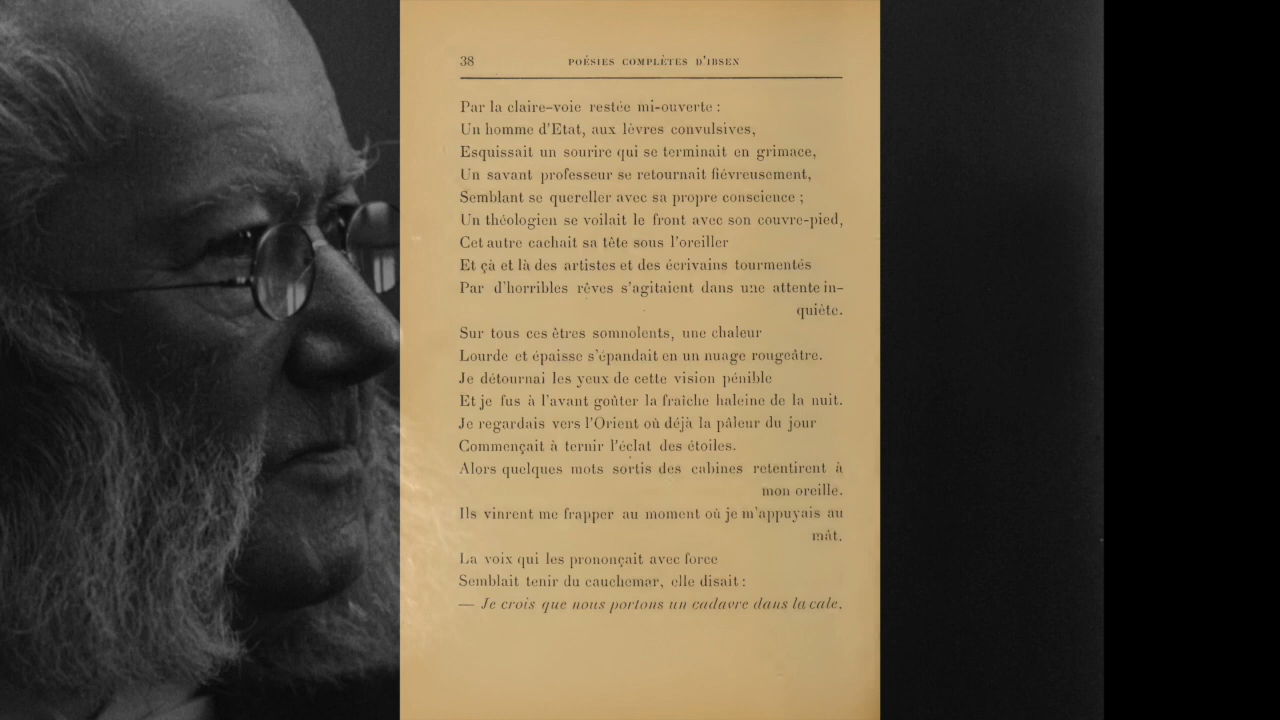 38
POÉSIES COMPLÈTES D'IBSEN
Par la claire-voie restée mi-ouverte :
Un homme d'Etat, aux lèvres convulsives,
Esquissait un sourire qui se terminait en grimace,
Un savant professeur se retournait fiévreusement,
Semblant se quereller avec sa propre conscience ;
Un théologien se voilait le front avec son couvre-pied,
Cet autre cachait sa tête sous l'oreiller
Et çà et là des artistes et des écrivains tourmentés
Par d'horribles rêves s'agitaient dans une attente in-
quiète.
Sur tous ces êtres somnolents, une chaleur
Lourde et épaisse s'épandait en un nuage rougeâtre.
Je détournai les yeux de cette vision pénible
Et je fus à l'avant goûter la fraîche haleine de la nuit.
Je regardais vers l'Orient où déjà la pâleur du jour
Commençait à ternir l'éclat des étoiles.
Alors quelques mots sortis des cabines retentirent à
mon oreille.
Ils vinrent me frapper au moment où je m'appuyais au
mât.
La voix qui les prononçait avec force
Semblait tenir du cauchemar, elle disait :
— Je crois que nous portons un cadavre dans la cale.